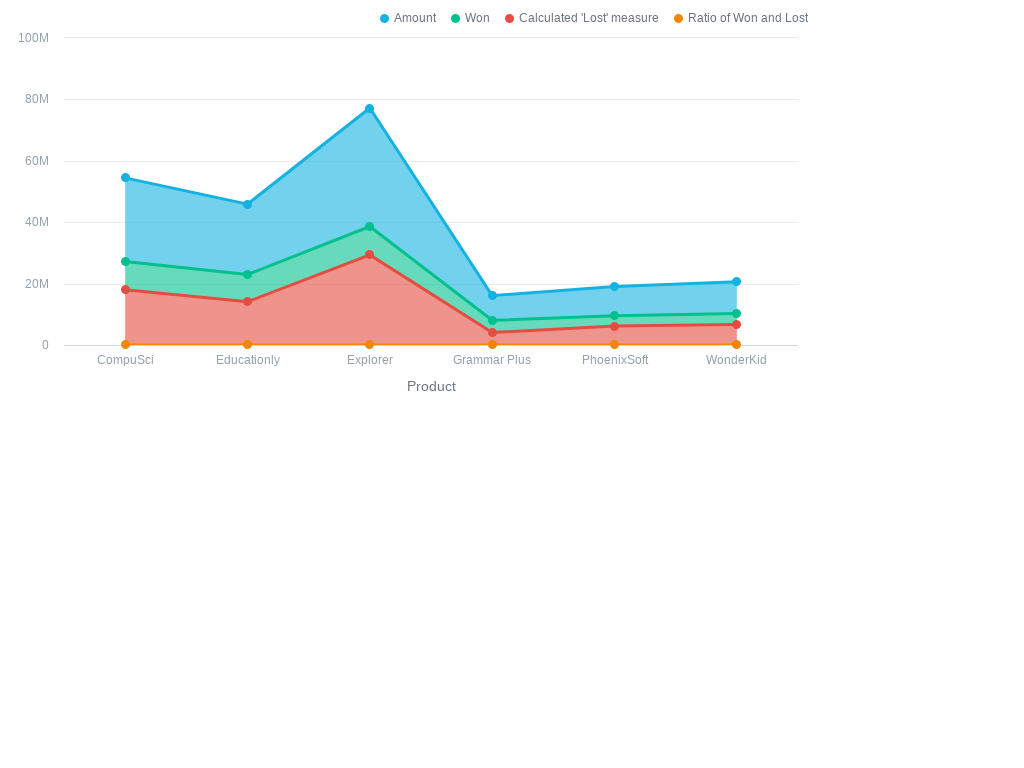 Amount Won Calculated 'Lost' measure Ratio of Won and Lost
100M
80M
60M
40M
20M
0
CompuSci Educationly Explorer Grammar Plus PhoenixSoft WonderKid
Product